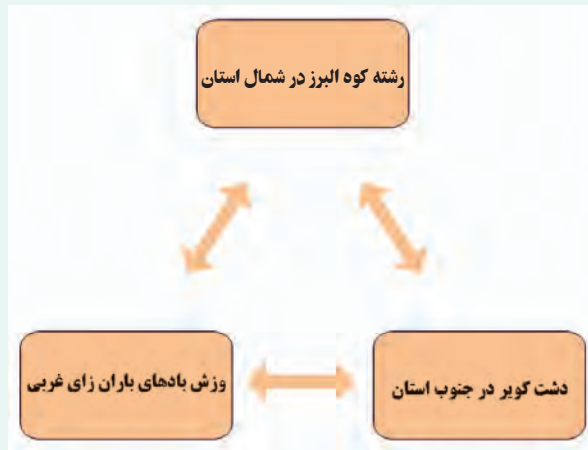 رشته کوه البرز در شمال استان
وزش بادهای باران زای غربی
دشت کویر در جنوب استان